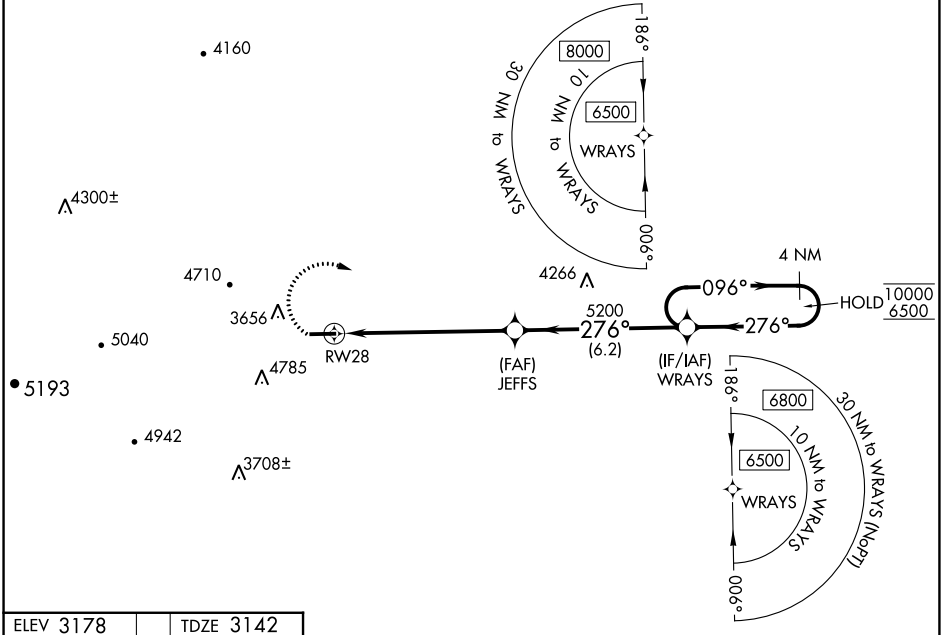 4160
4300±
4710
3656
5040
4785
5193
4942
3708±
186°
8000
30 NM to WRAYS
10 NM to WRAYS
6500
WRAYS
006°
4266
4 NM
096°
HOLD 10000
6500
5200
276°
(6.2)
276°
RW28
(FAF)
JEFFS
(IF/IAF)
WRAYS
186°
6800
30 NM to WRAYS (NoPT)
10 NM to WRAYS
6500
WRAYS
006°
ELEV 3178 TDZE 3142